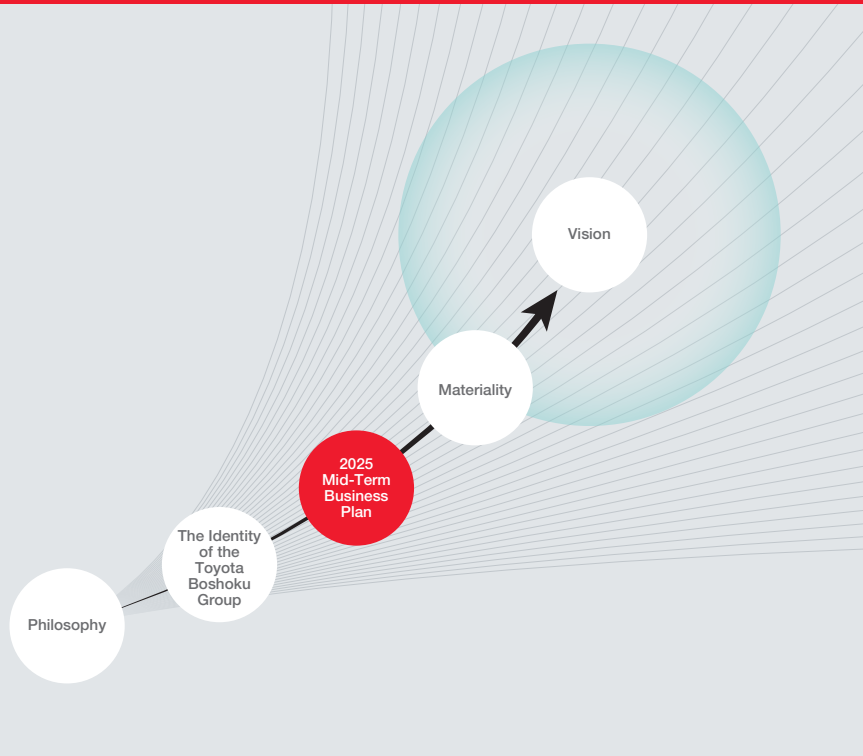 Vision
Materiality
2025
Mid-Term
Business
Plan
The Identity
of the
Toyota
Boshoku
Group
Philosophy